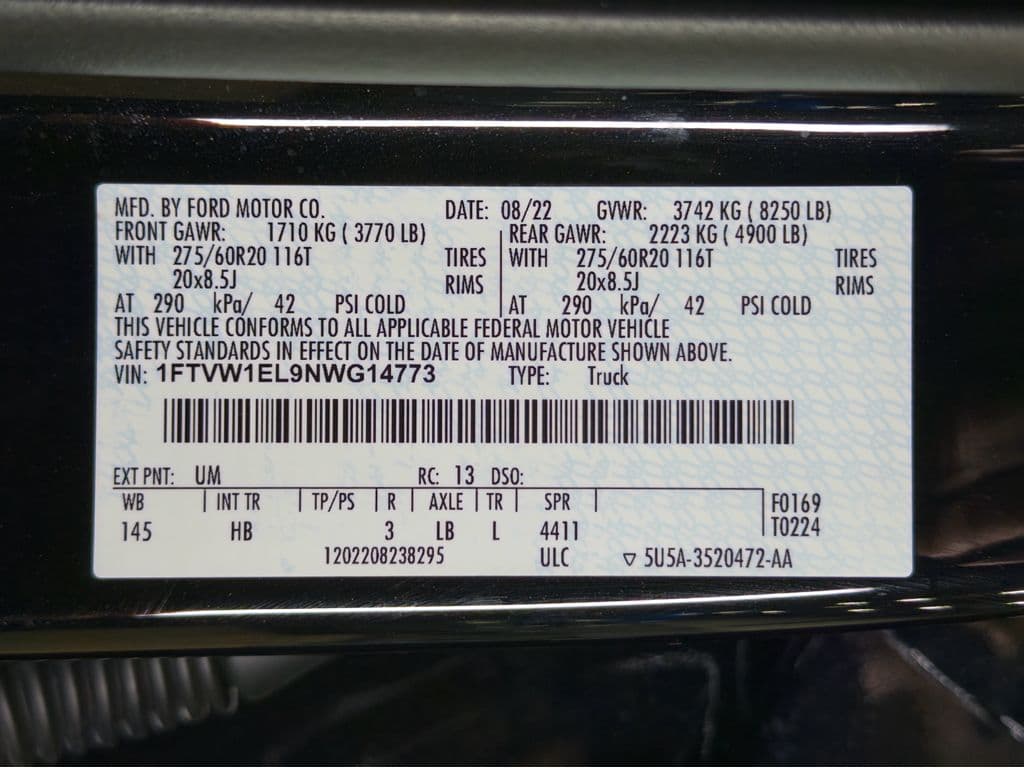 MFD. BY FORD MOTOR CO. DATE: 08/22 GVWR: 3742 KG ( 8250 LB)
FRONT GAWR: 1710 KG ( 3770 LB) REAR GAWR: 2223 KG ( 4900 LB)
WITH 275/60R20 116T TIRES WITH 275/60R20 116T TIRES
20x8.5J RIMS 20x8.5J RIMS
AT 290 kPa/ 42 PSI COLD AT 290 kPa/ 42 PSI COLD
THIS VEHICLE CONFORMS TO ALL APPLICABLE FEDERAL MOTOR VEHICLE
SAFETY STANDARDS IN EFFECT ON THE DATE OF MANUFACTURE SHOWN ABOVE.
VIN: 1FTVW1EL9NWG14773 TYPE: Truck
EXT PNT: UM RC: 13 DSO:
WB INT TR TP/PS R AXLE TR SPR F0169
145 HB 3 LB L 4411 T0224
1202208238295 ULC ▽ 5U5A-3520472-AA